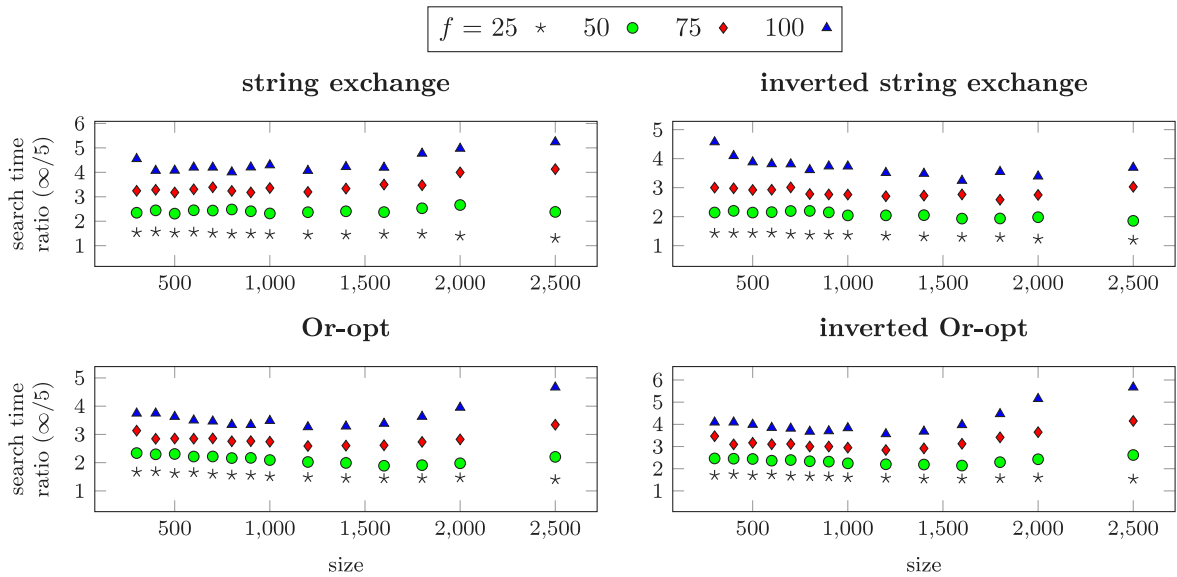 f = 25 50 75 100
string exchange
inverted string exchange
search time
ratio (∞/5)
6
5
4
3
2
1
500 1,000 1,500 2,000 2,500
5
4
3
2
1
500 1,000 1,500 2,000 2,500
Or-opt
inverted Or-opt
search time
ratio (∞/5)
5
4
3
2
1
500 1,000 1,500 2,000 2,500
size
6
5
4
3
2
1
500 1,000 1,500 2,000 2,500
size